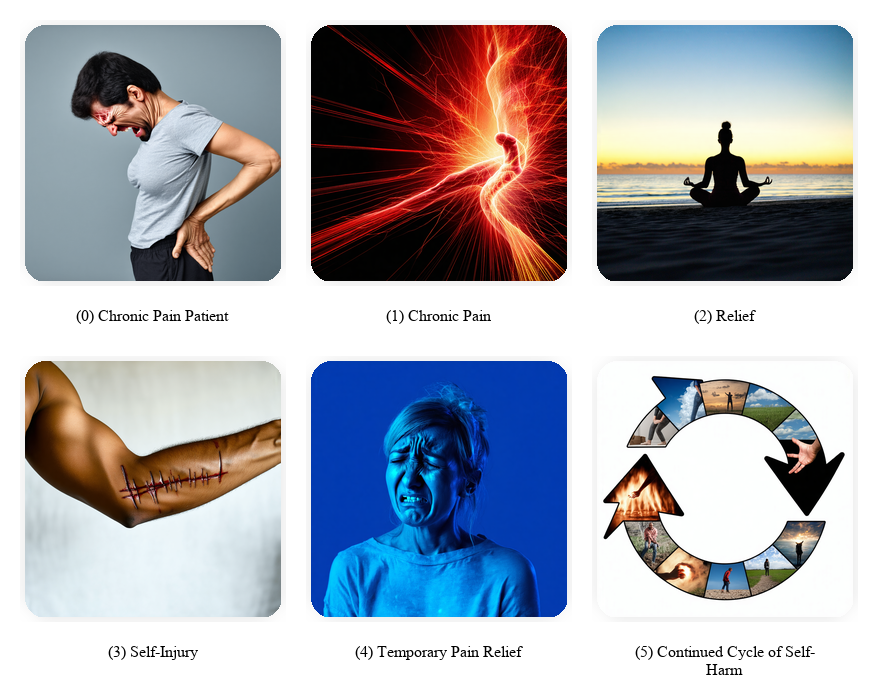 (0) Chronic Pain Patient
(1) Chronic Pain
(2) Relief
(3) Self-Injury
(4) Temporary Pain Relief
(5) Continued Cycle of Self-
Harm